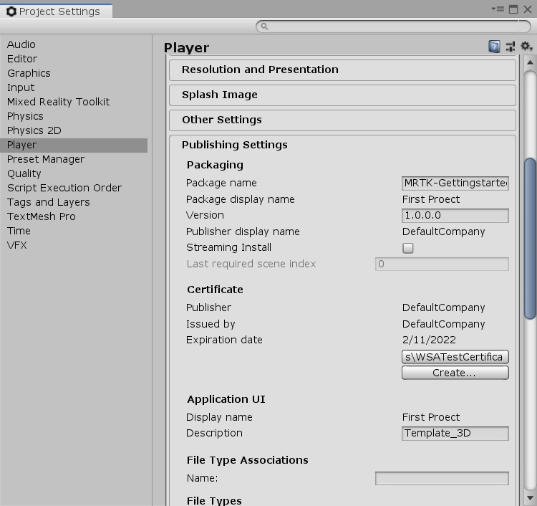 Project Settings
Audio
Editor
Graphics
Input
Mixed Reality Toolkit
Physics
Physics 2D
Player
Preset Manager
Quality
Script Execution Order
Tags and Layers
TextMesh Pro
Time
VFX
Player
Resolution and Presentation
Splash Image
Other Settings
Publishing Settings
Packaging
Package name MRTK-Gettingstarted
Package display name First Proect
Version 1.0.0.0
Publisher display name DefaultCompany
Streaming Install
Last required scene index 0
Certificate
Publisher DefaultCompany
Issued by DefaultCompany
Expiration date 2/11/2022
s\WSATestCertifica
Create...
Application UI
Display name First Proect
Description Template_3D
File Type Associations
Name:
File Types